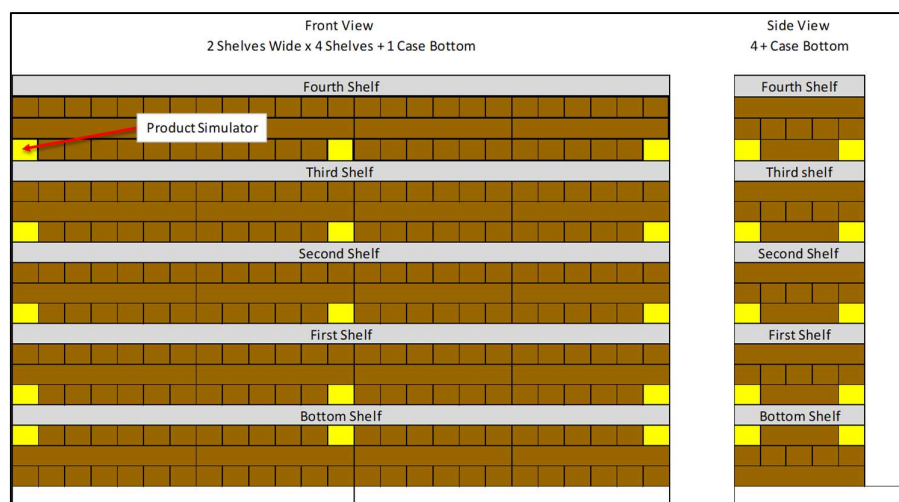 Front View
2 Shelves Wide x 4 Shelves + 1 Case Bottom
Side View
4 + Case Bottom
Fourth Shelf
Fourth Shelf
Product Simulator
Third Shelf
Third shelf
Second Shelf
Second Shelf
First Shelf
First Shelf
Bottom Shelf
Bottom Shelf